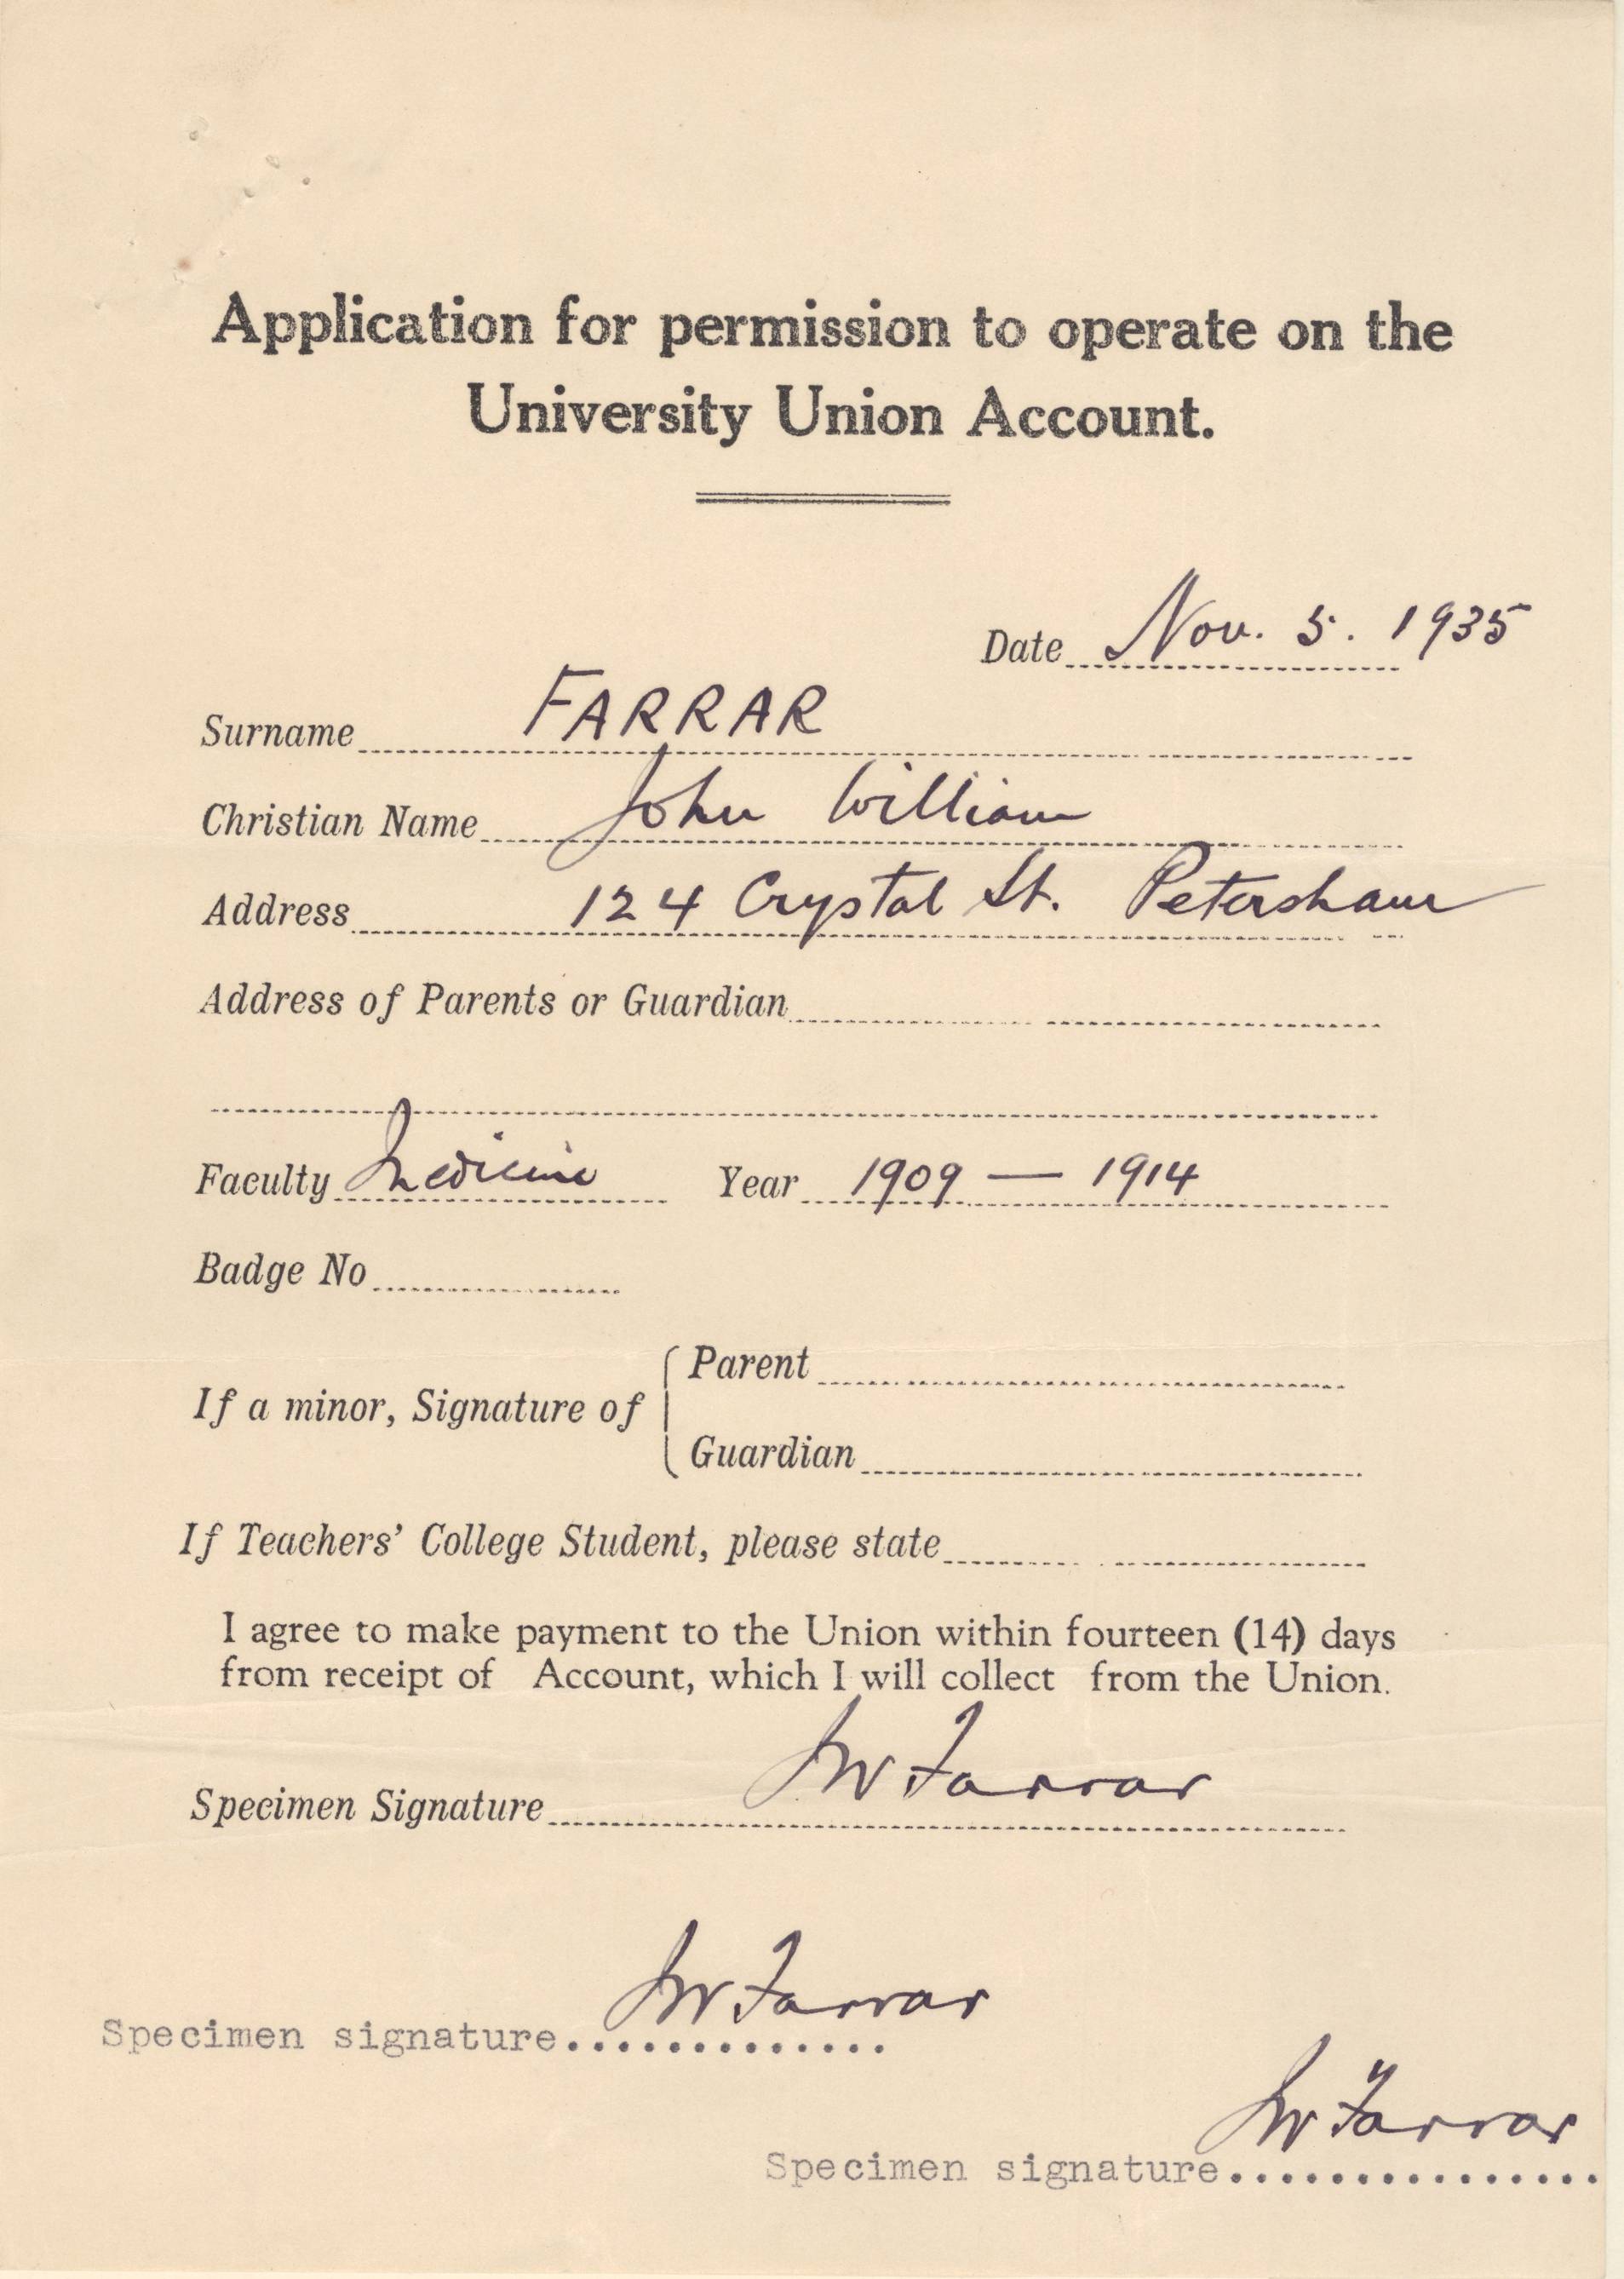 Application for permission to operate on the
University Union Account.
Date Nov. 5. 1935
Surname FARRAR
Christian Name John William
Address 124 Crystal St. Petersham
Address of Parents or Guardian
Faculty Medicine Year 1909 — 1914
Badge No
Parent
If a minor, Signature of
Guardian
If Teachers' College Student, please state
I agree to make payment to the Union within fourteen (14) days
from receipt of Account, which I will collect from the Union.
Specimen Signature JW Farrar
Specimen signature JW Farrar
Specimen signature JW Farrar